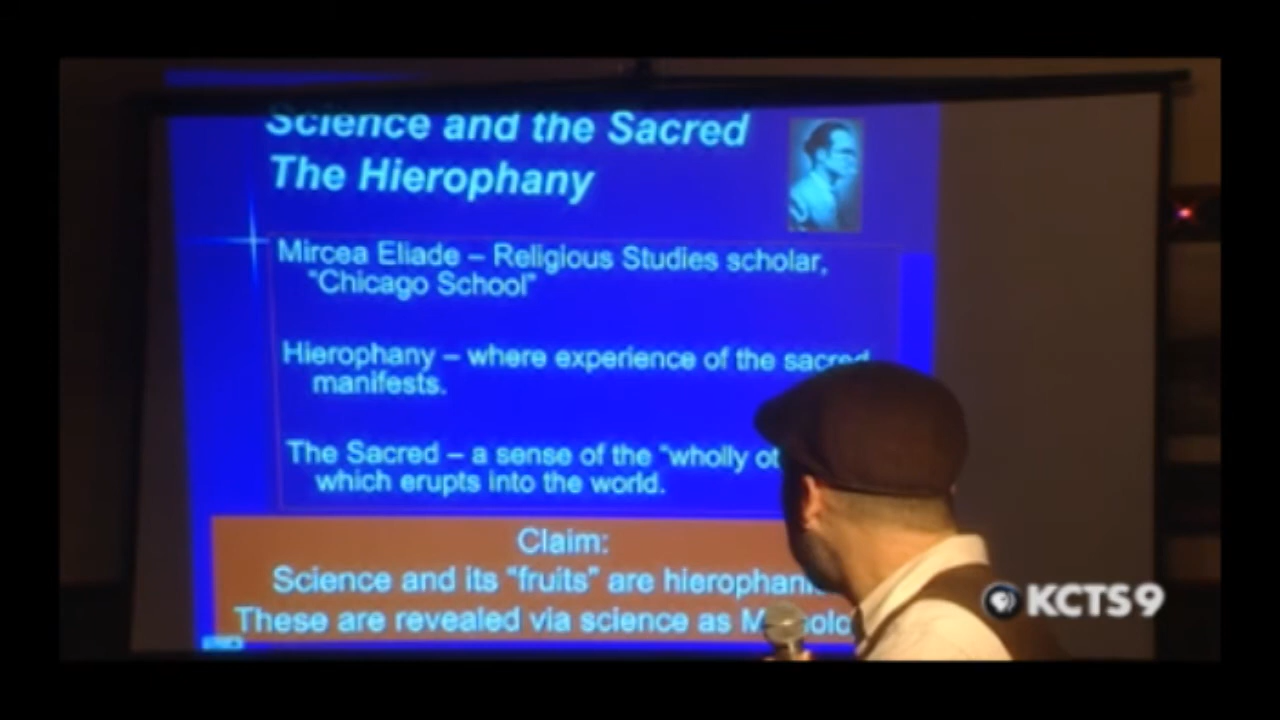 Science and the Sacred
The Hierophany
Mircea Eliade – Religious Studies scholar,
"Chicago School"
Hierophany – where experience of the sacred
manifests.
The Sacred – a sense of the "wholly
which erupts into the world.
Claim:
Science and its "fruits" are
These are revealed via science as
KCTS9